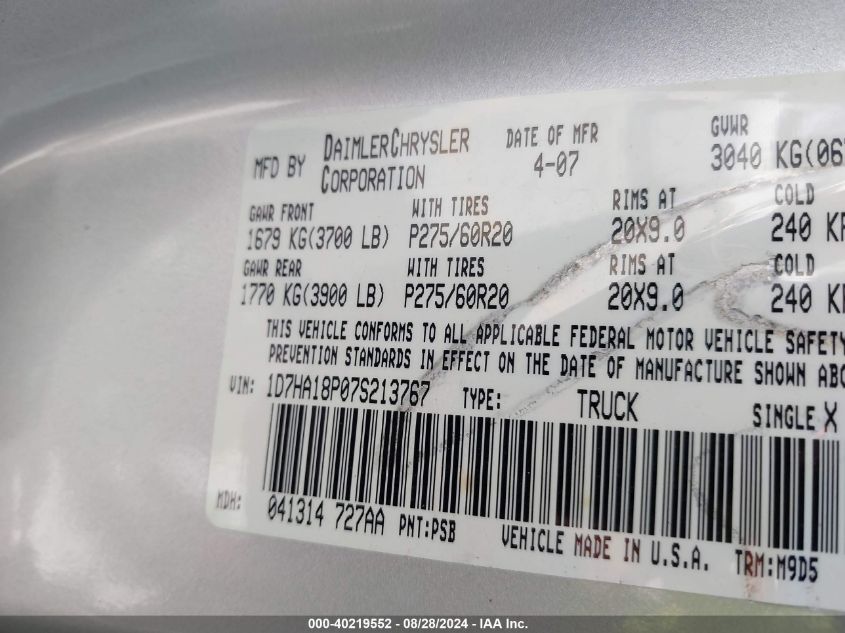 MFD BY DAIMLERCHRYSLER CORPORATION DATE OF MFR 4-07 GVWR 3040 KG(06
GAWR FRONT WITH TIRES RIMS AT COLD
1679 KG(3700 LB) P275/60R20 20X9.0 240
GAWR REAR WITH TIRES RIMS AT COLD
1770 KG(3900 LB) P275/60R20 20X9.0 240
THIS VEHICLE CONFORMS TO ALL APPLICABLE FEDERAL MOTOR VEHICLE SAFETY
PREVENTION STANDARDS IN EFFECT ON THE DATE OF MANUFACTURE SHOWN
VIN: 1D7HA18P07S213767 TYPE: TRUCK SINGLE X
MDH: 041314 727AA PNT:PSB VEHICLE MADE IN U.S.A. TRM:M9D5
000-40219552 - 08/28/2024 - IAA Inc.